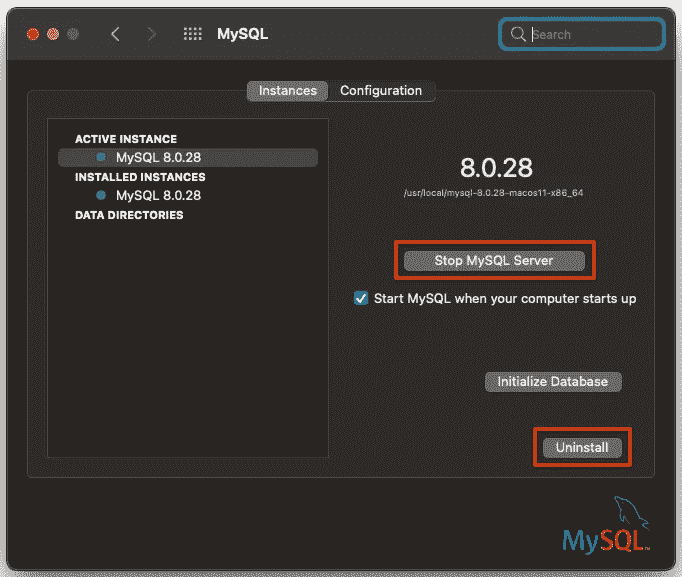 MySQL
Search
Instances
Configuration
ACTIVE INSTANCE
MySQL 8.0.28
INSTALLED INSTANCES
MySQL 8.0.28
DATA DIRECTORIES
8.0.28
/usr/local/mysql-8.0.28-macos11-x86_64
Stop MySQL Server
Start MySQL when your computer starts up
Initialize Database
Uninstall
MySQL™